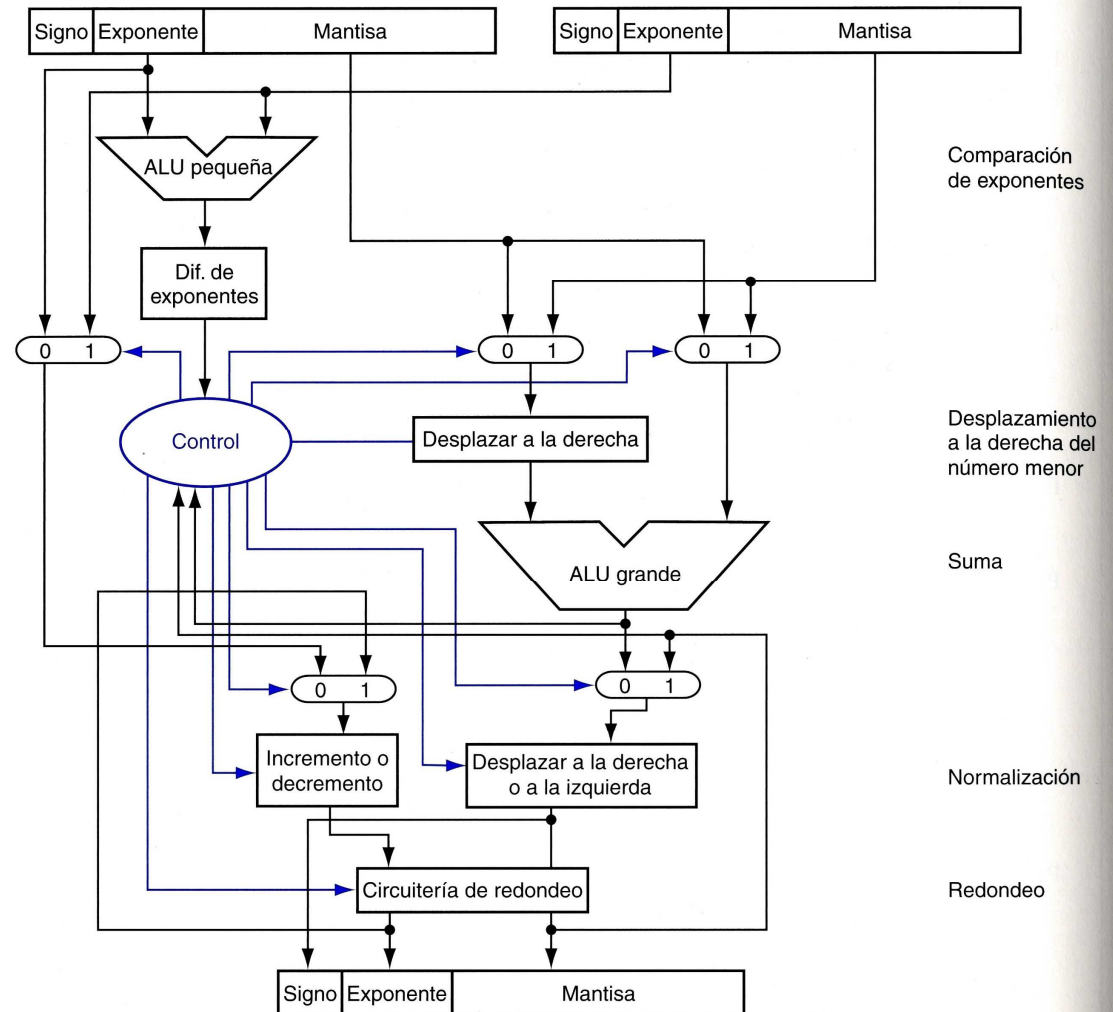 Signo Exponente Mantisa
Signo Exponente Mantisa
ALU pequeña
Comparación
de exponentes
Dif. de
exponentes
0 1
0 1
0 1
Control
Desplazar a la derecha
Desplazamiento
a la derecha del
número menor
ALU grande
Suma
0 1
0 1
Incremento o
decremento
Desplazar a la derecha
o a la izquierda
Normalización
Circuitería de redondeo
Redondeo
Signo Exponente Mantisa